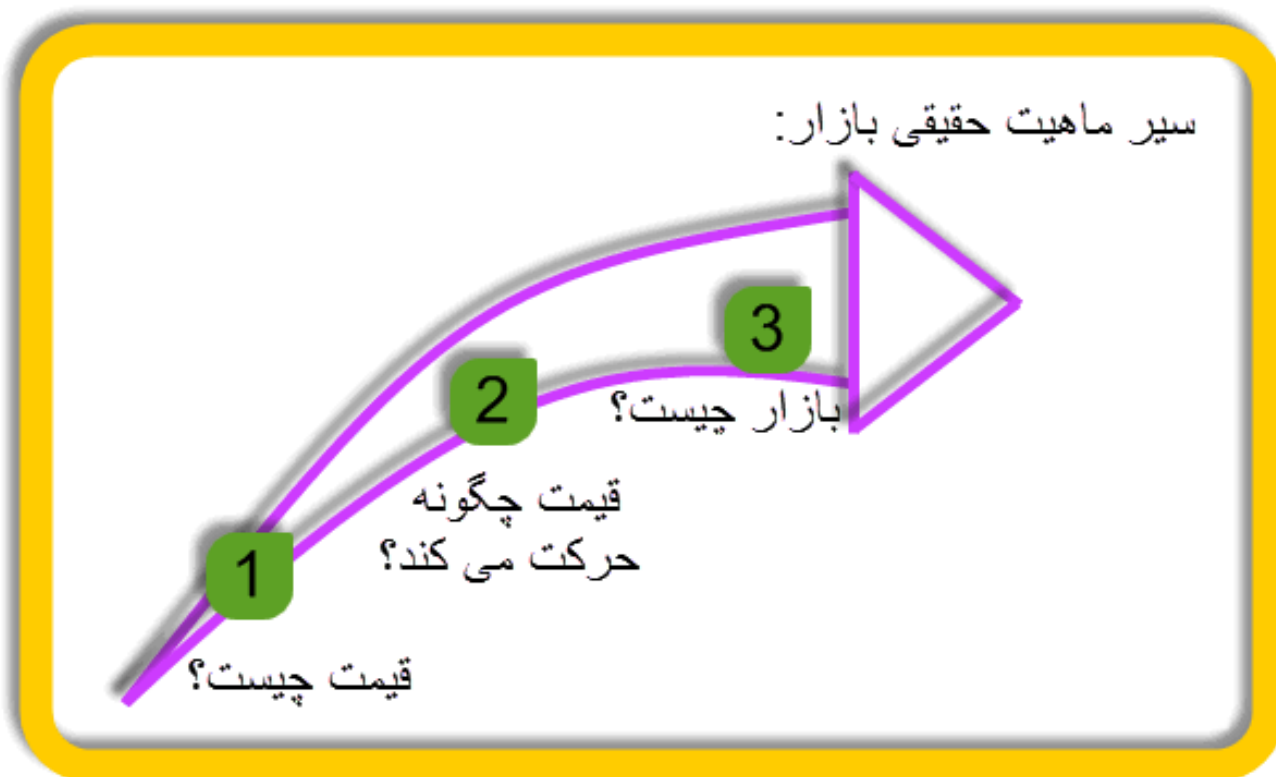 سیر ماهیت حقیقی بازار:
3
بازار چیست؟
2
قیمت چگونه
حرکت می کند؟
1
قیمت چیست؟